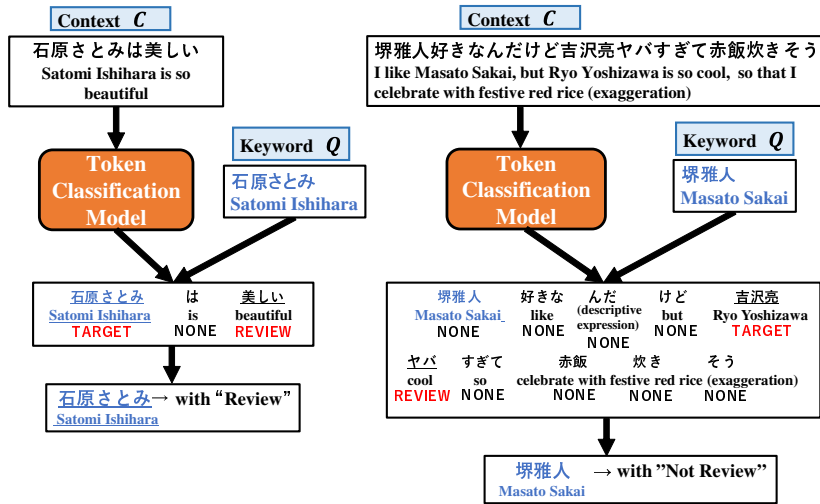 Context C
石原さとみは美しい
Satomi Ishihara is so
beautiful
Keyword Q
石原さとみ
Satomi Ishihara
Token
Classification
Model
石原さとみ は 美しい
Satomi Ishihara is beautiful
TARGET NONE REVIEW
石原さとみ→ with “Review”
Satomi Ishihara
Context C
堺雅人好きなんだけど吉沢亮ヤバすぎて赤飯炊きそう
I like Masato Sakai, but Ryo Yoshizawa is so cool, so that I
celebrate with festive red rice (exaggeration)
Keyword Q
堺雅人
Masato Sakai
Token
Classification
Model
堺雅人 好きな んだ けど 吉沢亮
Masato Sakai like (descriptive expression) but Ryo Yoshizawa
NONE NONE NONE NONE TARGET
ヤバ すぎて 赤飯 炊き そう
cool so celebrate with festive red rice (exaggeration)
REVIEW NONE NONE NONE NONE
堺雅人 → with ”Not Review”
Masato Sakai